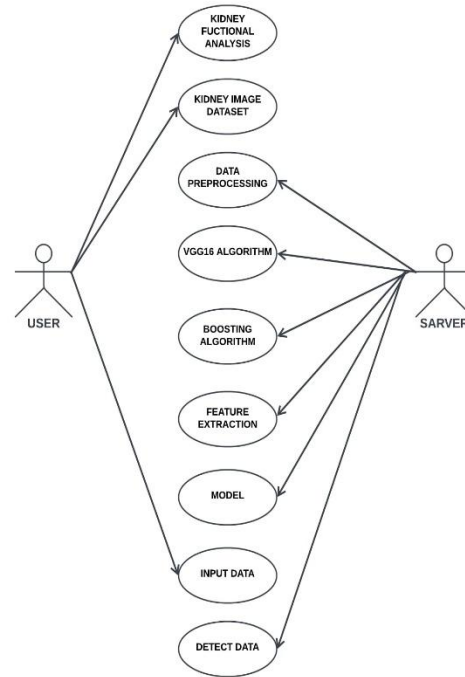 KIDNEY
FUCTIONAL
ANALYSIS
KIDNEY IMAGE
DATASET
DATA
PREPROCESSING
VGG16 ALGORITHM
USER
SARVER
BOOSTING
ALGORITHM
FEATURE
EXTRACTION
MODEL
INPUT DATA
DETECT DATA